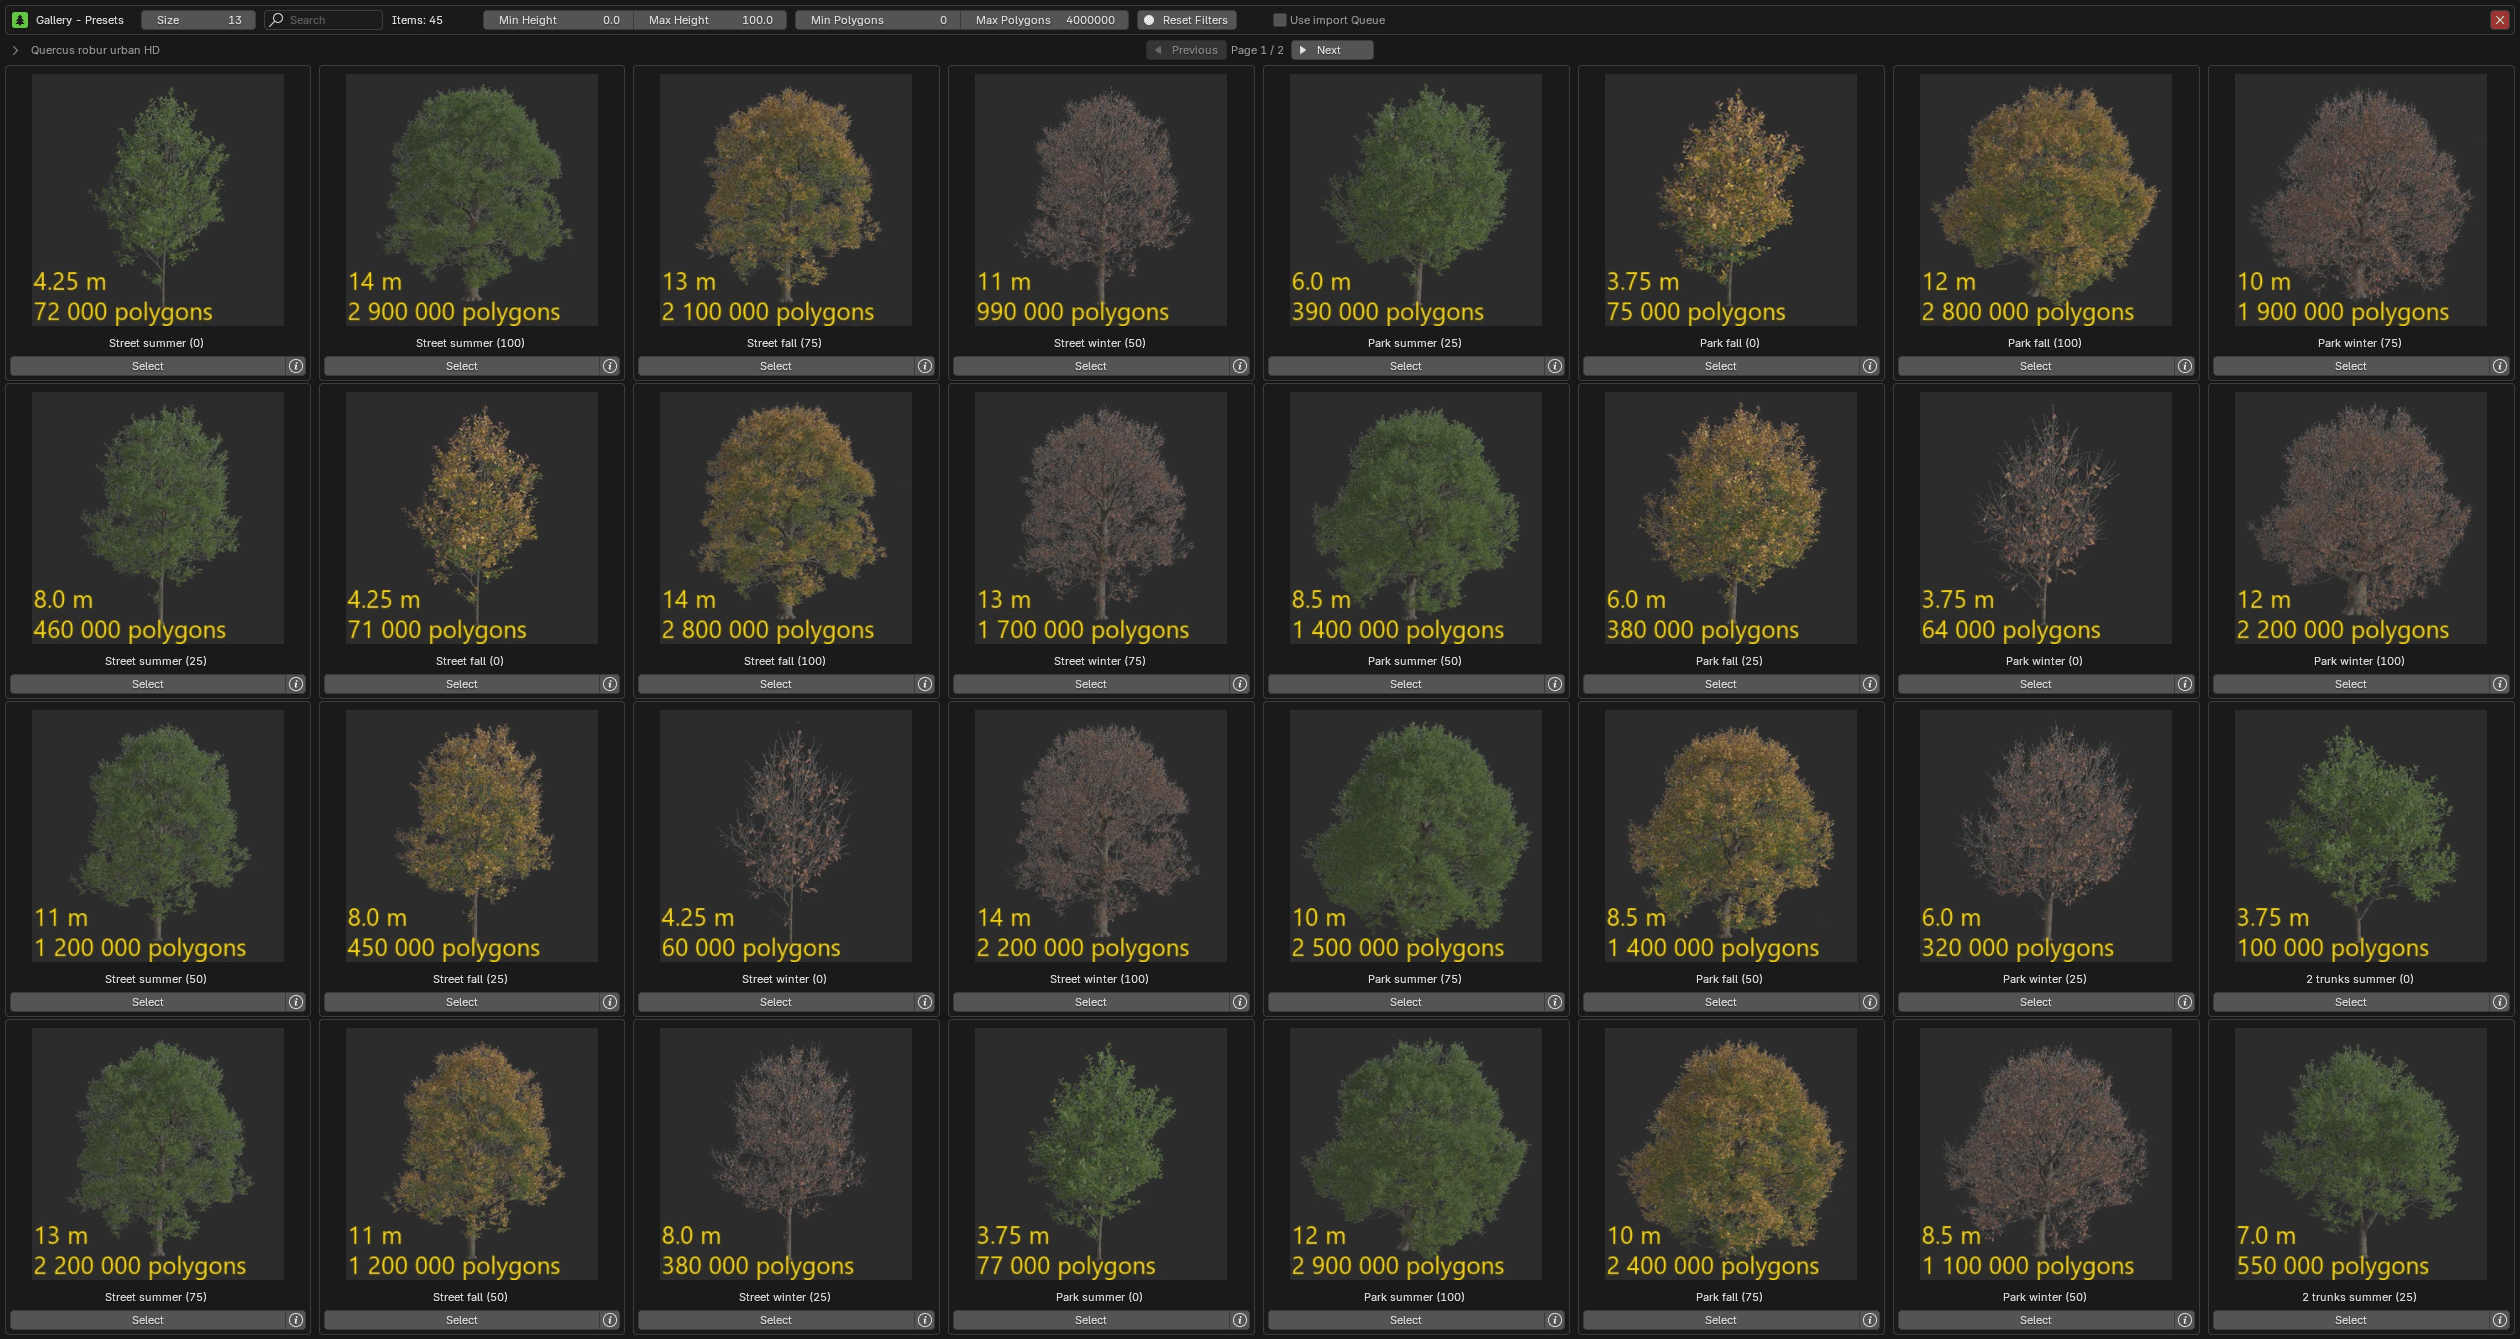 Gallery - Presets
Size 13
Search
Items: 45
Min Height 0.0
Max Height 100.0
Min Polygons 0
Max Polygons 4000000
Reset Filters
Use import Queue
Quercus robur urban HD
Previous
Page 1 / 2
Next
4.25 m
72 000 polygons
Street summer (0)
Select
14 m
2 900 000 polygons
Street summer (100)
Select
13 m
2 100 000 polygons
Street fall (75)
Select
11 m
990 000 polygons
Street winter (50)
Select
6.0 m
390 000 polygons
Park summer (25)
Select
3.75 m
75 000 polygons
Park fall (0)
Select
12 m
2 800 000 polygons
Park fall (100)
Select
10 m
1 900 000 polygons
Park winter (75)
Select
8.0 m
460 000 polygons
Street summer (25)
Select
4.25 m
71 000 polygons
Street fall (0)
Select
14 m
2 800 000 polygons
Street fall (100)
Select
13 m
1 700 000 polygons
Street winter (75)
Select
8.5 m
1 400 000 polygons
Park summer (50)
Select
6.0 m
380 000 polygons
Park fall (25)
Select
3.75 m
64 000 polygons
Park winter (0)
Select
12 m
2 200 000 polygons
Park winter (100)
Select
11 m
1 200 000 polygons
Street summer (50)
Select
8.0 m
450 000 polygons
Street fall (25)
Select
4.25 m
60 000 polygons
Street winter (0)
Select
14 m
2 200 000 polygons
Street winter (100)
Select
10 m
2 500 000 polygons
Park summer (75)
Select
8.5 m
1 400 000 polygons
Park fall (50)
Select
6.0 m
320 000 polygons
Park winter (25)
Select
3.75 m
100 000 polygons
2 trunks summer (0)
Select
13 m
2 200 000 polygons
Street summer (75)
Select
11 m
1 200 000 polygons
Street fall (50)
Select
8.0 m
380 000 polygons
Street winter (25)
Select
3.75 m
77 000 polygons
Park summer (0)
Select
12 m
2 900 000 polygons
Park summer (100)
Select
10 m
2 400 000 polygons
Park fall (75)
Select
8.5 m
1 100 000 polygons
Park winter (50)
Select
7.0 m
550 000 polygons
2 trunks summer (25)
Select